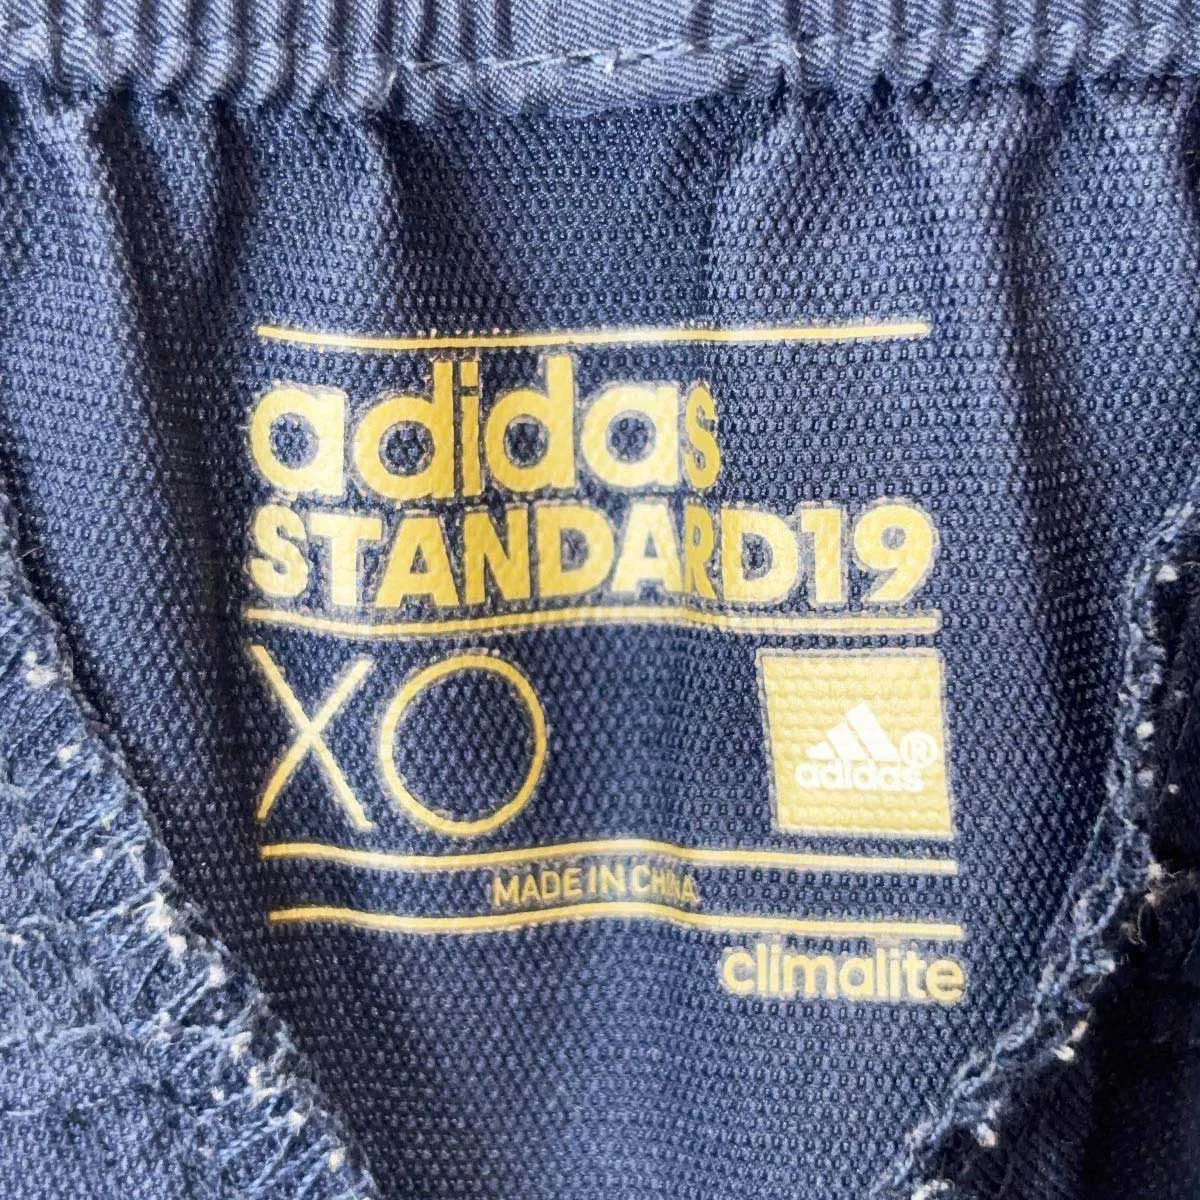 adidas
STANDARD19
XO
adidas®
MADE IN CHINA
climalite